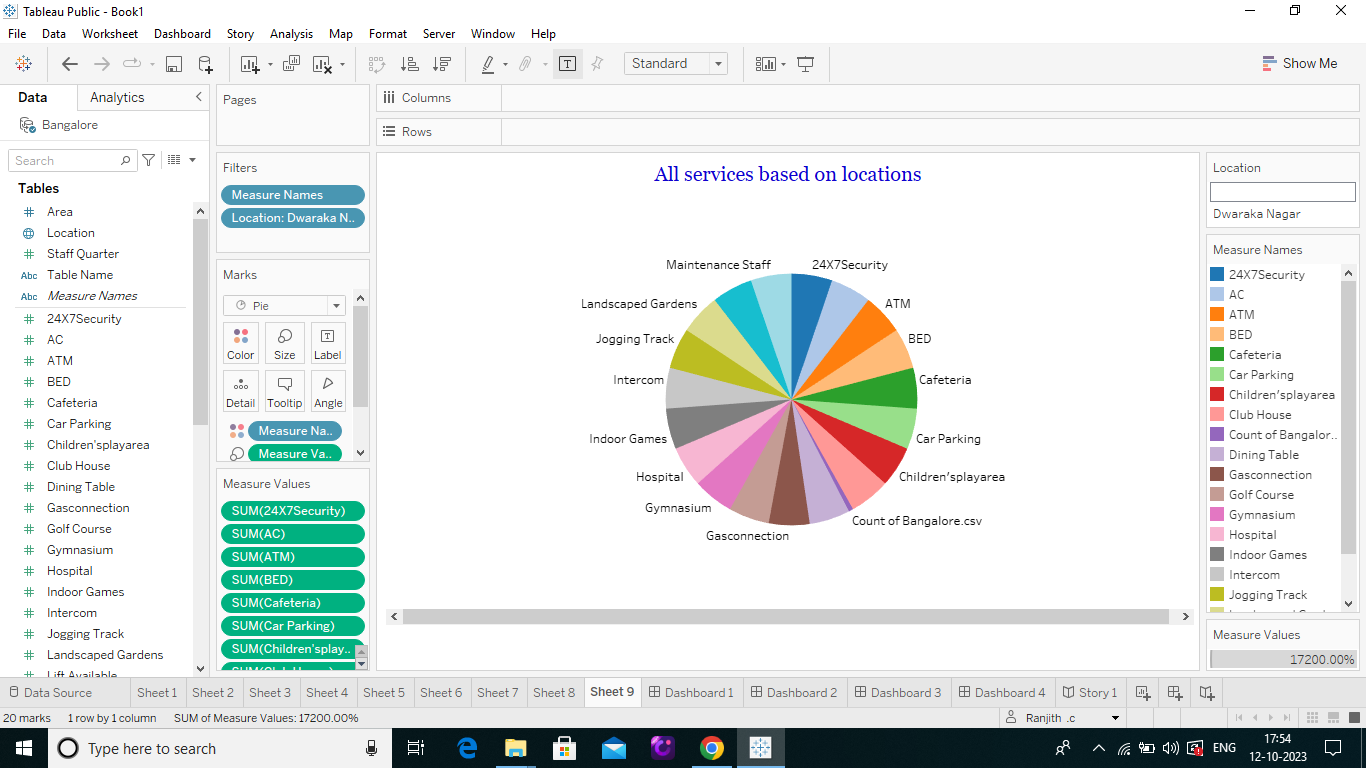 Tableau Public - Book1
File Data Worksheet Dashboard Story Analysis Map Format Server Window Help
Standard
Show Me
Data Analytics
Bangalore
Search
Tables
# Area
Location
# Staff Quarter
Abc Table Name
Abc Measure Names
# 24X7Security
# AC
# ATM
# BED
# Cafeteria
# Car Parking
# Children'splayarea
# Club House
# Dining Table
# Gasconnection
# Golf Course
# Gymnasium
# Hospital
# Indoor Games
# Intercom
# Jogging Track
# Landscaped Gardens
# Lift Available
Pages
Filters
Measure Names
Location: Dwaraka N..
Marks
Pie
Color Size Label
Detail Tooltip Angle
Measure Na..
Measure Va..
Measure Values
SUM(24X7Security)
SUM(AC)
SUM(ATM)
SUM(BED)
SUM(Cafeteria)
SUM(Car Parking)
SUM(Children'splay..
Columns
Rows
All services based on locations
Maintenance Staff 24X7Security
Landscaped Gardens ATM
Jogging Track BED
Intercom Cafeteria
Indoor Games Car Parking
Hospital Children'splayarea
Gymnasium Count of Bangalore.csv
Gasconnection
Location
Dwaraka Nagar
Measure Names
24X7Security
AC
ATM
BED
Cafeteria
Car Parking
Children'splayarea
Club House
Count of Bangalor..
Dining Table
Gasconnection
Golf Course
Gymnasium
Hospital
Indoor Games
Intercom
Jogging Track
Measure Values
17200.00%
Data Source Sheet 1 Sheet 2 Sheet 3 Sheet 4 Sheet 5 Sheet 6 Sheet 7 Sheet 8 Sheet 9 Dashboard 1 Dashboard 2 Dashboard 3 Dashboard 4 Story 1
20 marks 1 row by 1 column SUM of Measure Values: 17200.00% Ranjith .c
Type here to search
ENG
17:54
12-10-2023